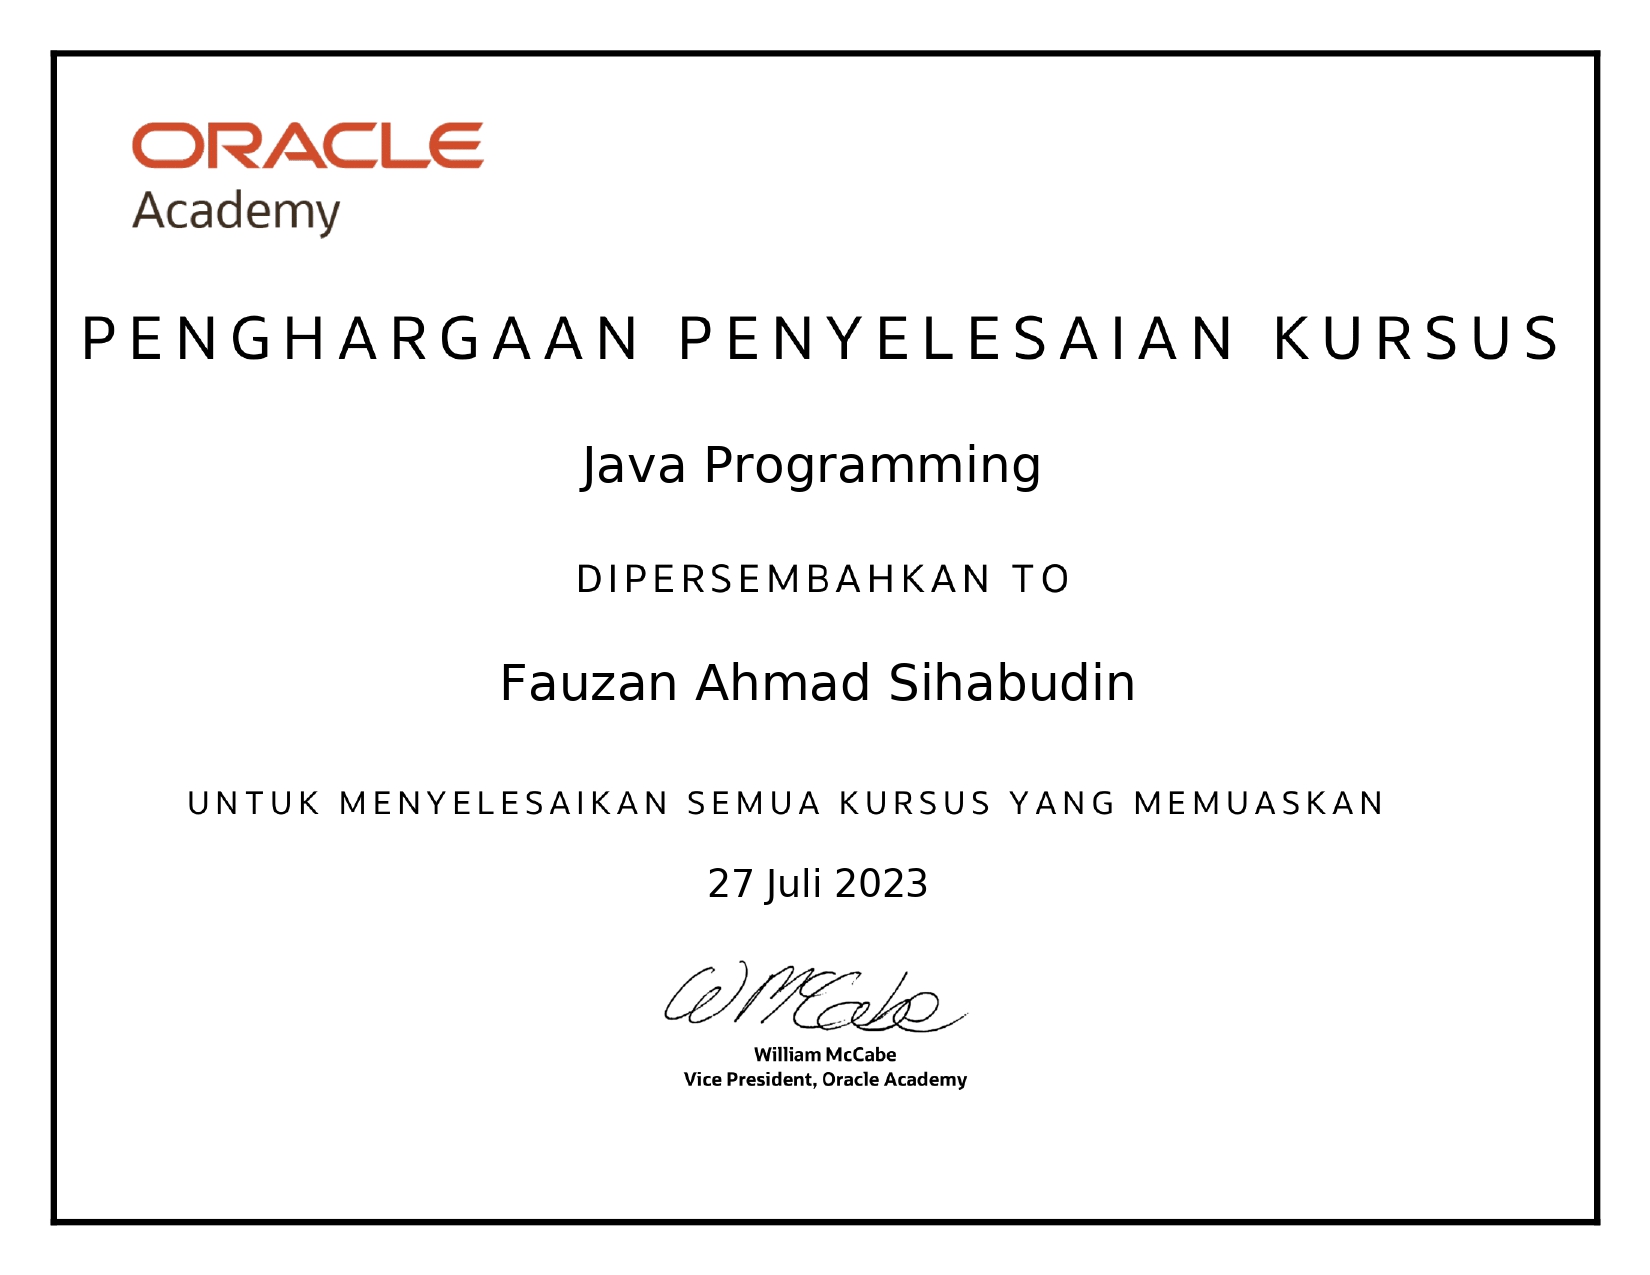 ORACLE
Academy
PENGHARGAAN PENYELESAIAN KURSUS
Java Programming
DIPERSEMBAHKAN TO
Fauzan Ahmad Sihabudin
UNTUK MENYELESAIKAN SEMUA KURSUS YANG MEMUASKAN
27 Juli 2023
W McCabe
William McCabe
Vice President, Oracle Academy